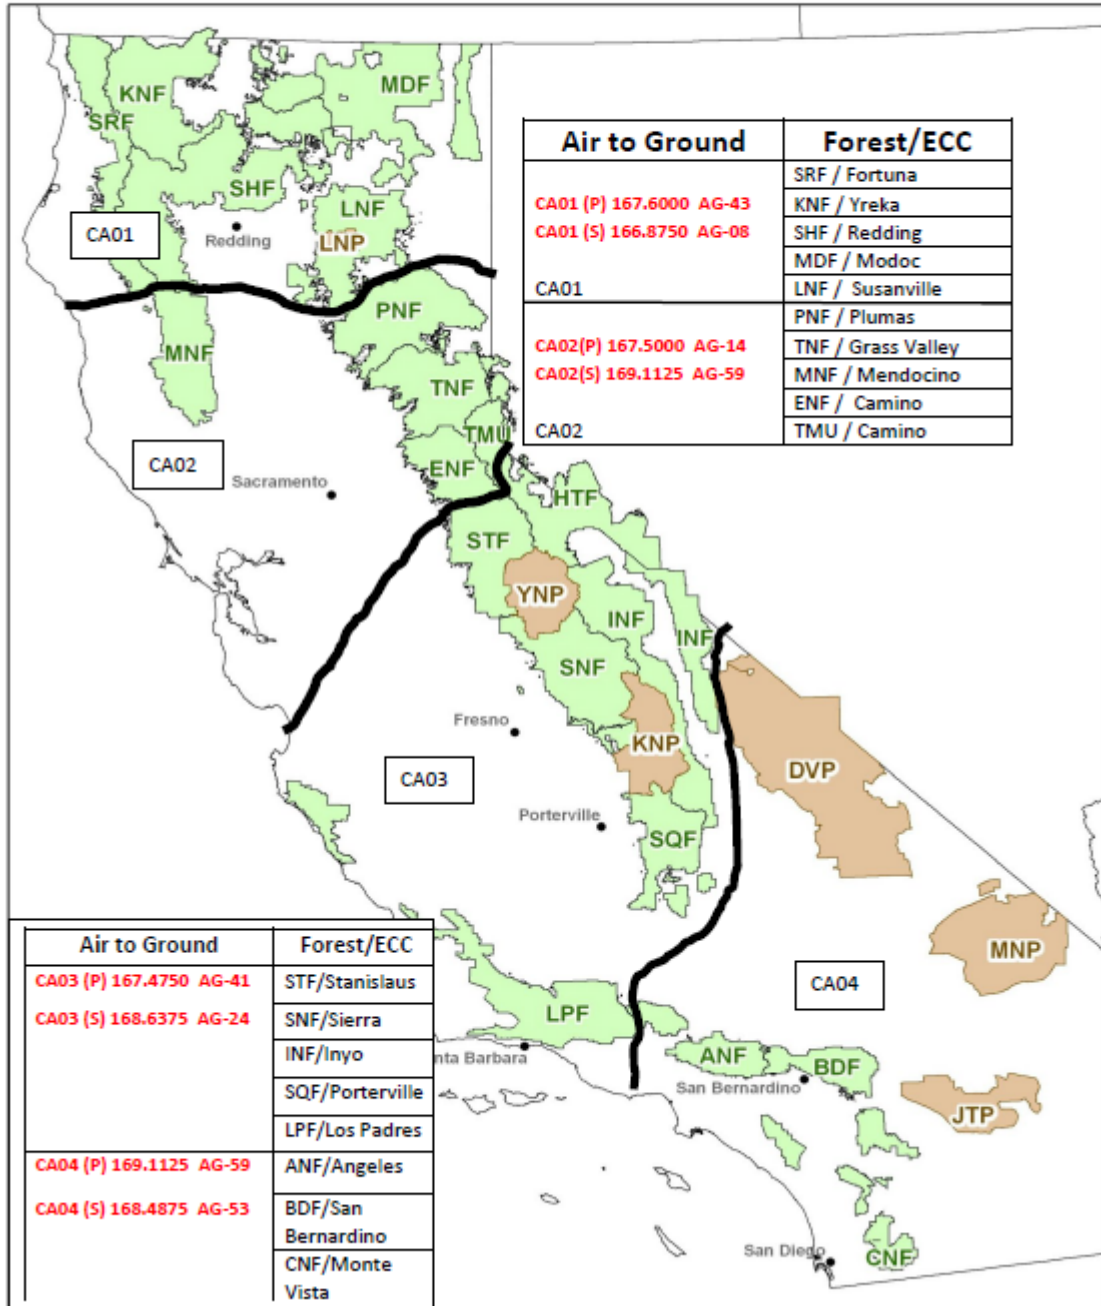 KNF
MDF
SRF
SHF
LNF
CA01
Redding
LNP
PNF
MNF
TNF
TMU
CA02
ENF
Sacramento
HTF
STF
YNP
INF
INF
SNF
Fresno
KNP
DVP
CA03
Porterville
SQF
MNP
CA04
LPF
nta Barbara
ANF
BDF
San Bernardino
JTP
San Diego
CNF
Air to Ground Forest/ECC
SRF / Fortuna
CA01 (P) 167.6000 AG-43 KNF / Yreka
CA01 (S) 166.8750 AG-08 SHF / Redding
MDF / Modoc
CA01 LNF / Susanville
PNF / Plumas
CA02(P) 167.5000 AG-14 TNF / Grass Valley
CA02(S) 169.1125 AG-59 MNF / Mendocino
ENF / Camino
CA02 TMU / Camino
Air to Ground Forest/ECC
CA03 (P) 167.4750 AG-41 STF/Stanislaus
CA03 (S) 168.6375 AG-24 SNF/Sierra
INF/Inyo
SQF/Porterville
LPF/Los Padres
CA04 (P) 169.1125 AG-59 ANF/Angeles
CA04 (S) 168.4875 AG-53 BDF/San
Bernardino
CNF/Monte
Vista